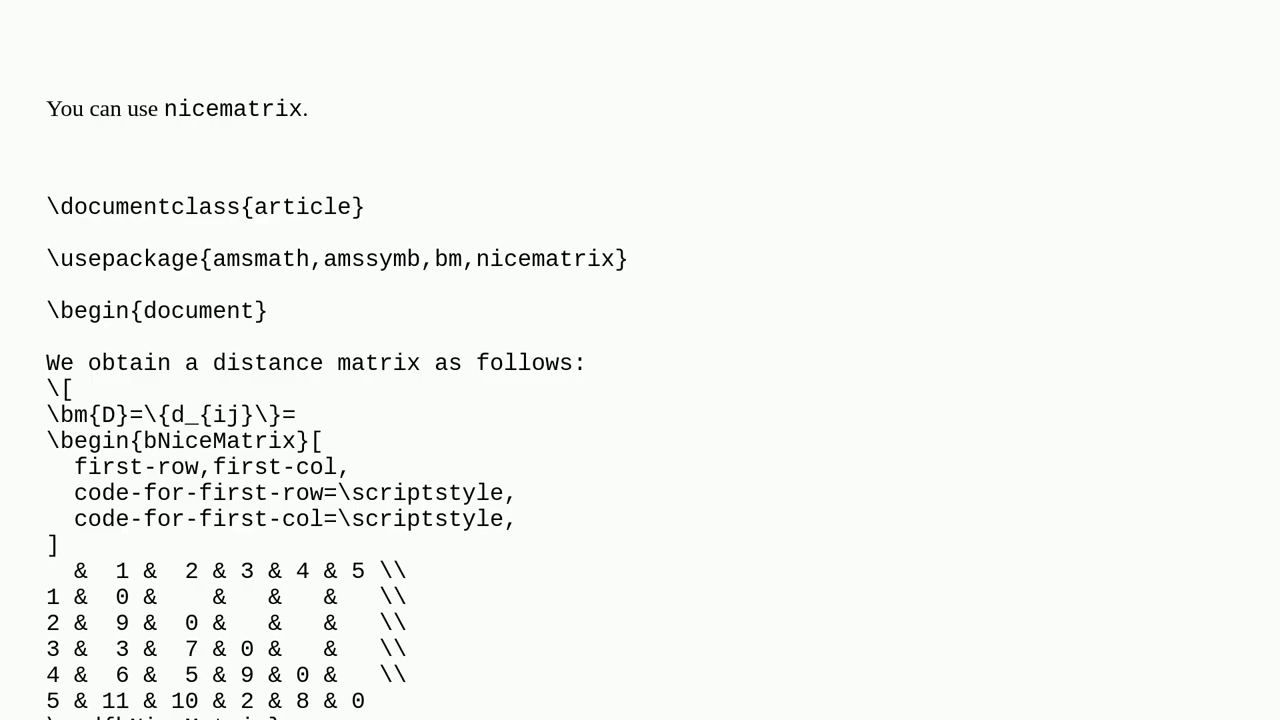 You can use nicematrix.
\documentclass{article}
\usepackage{amsmath,amssymb,bm,nicematrix}
\begin{document}
We obtain a distance matrix as follows:
\[
\bm{D}=\{d_{ij}\}=
\begin{bNiceMatrix}[
  first-row,first-col,
  code-for-first-row=\scriptstyle,
  code-for-first-col=\scriptstyle,
]
  &  1 &  2 & 3 & 4 & 5 \\
1 &  0 &    &   &   &   \\
2 &  9 &  0 &   &   &   \\
3 &  3 &  7 & 0 &   &   \\
4 &  6 &  5 & 9 & 0 &   \\
5 & 11 & 10 & 2 & 8 & 0